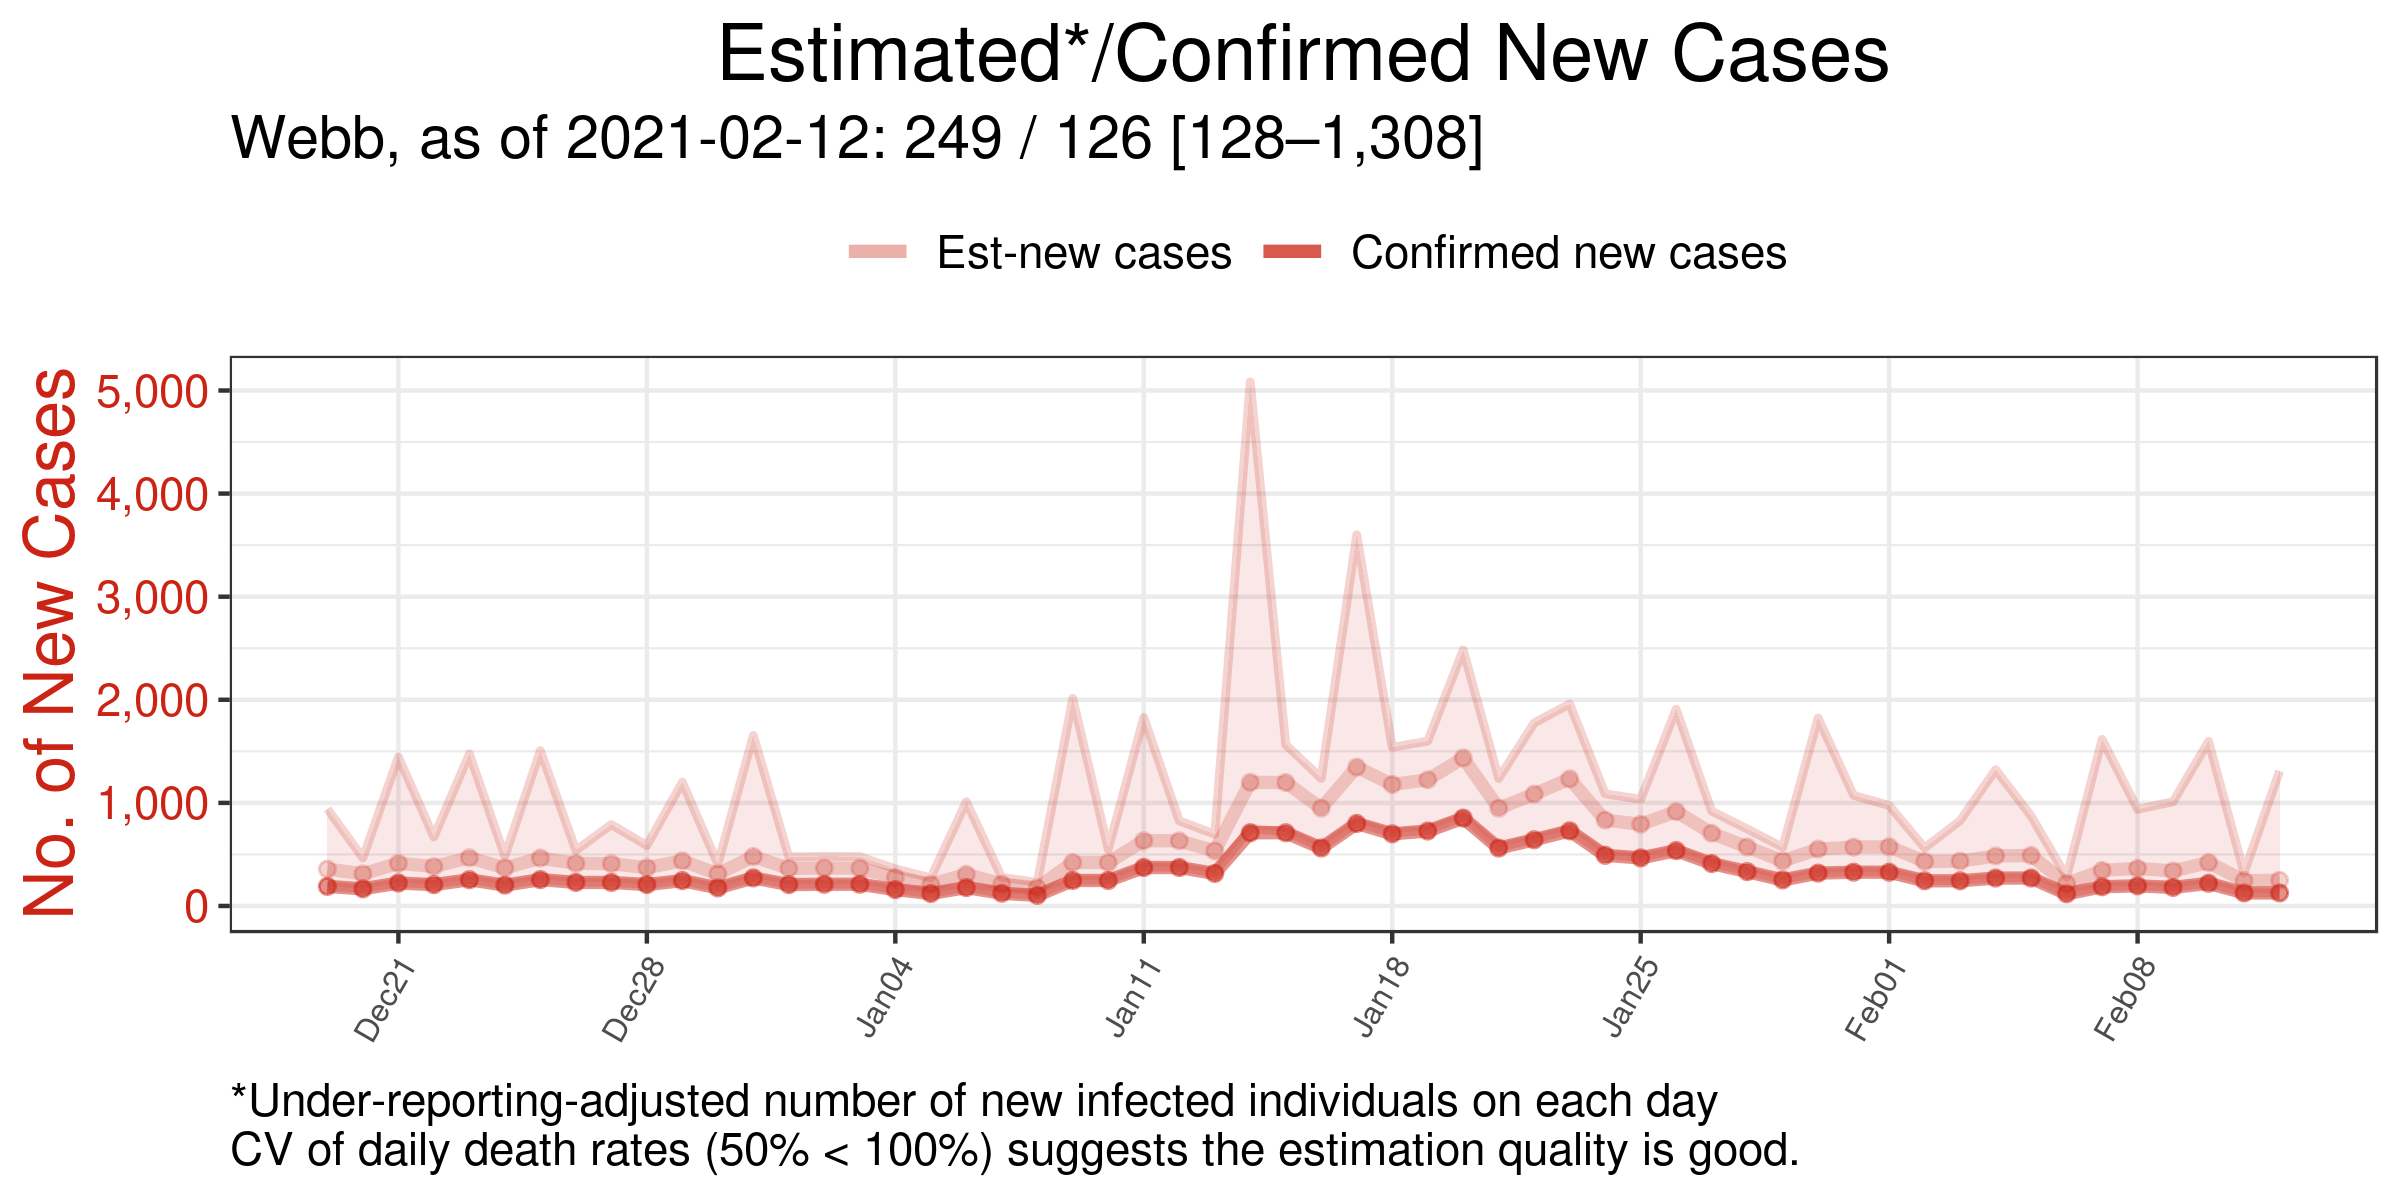 Estimated*/Confirmed New Cases
Webb, as of 2021-02-12: 249 / 126 [128–1,308]
Est-new cases
Confirmed new cases
No. of New Cases
5,000
4,000
3,000
2,000
1,000
0
Dec21
Dec28
Jan04
Jan11
Jan18
Jan25
Feb01
Feb08
*Under-reporting-adjusted number of new infected individuals on each day
CV of daily death rates (50% < 100%) suggests the estimation quality is good.